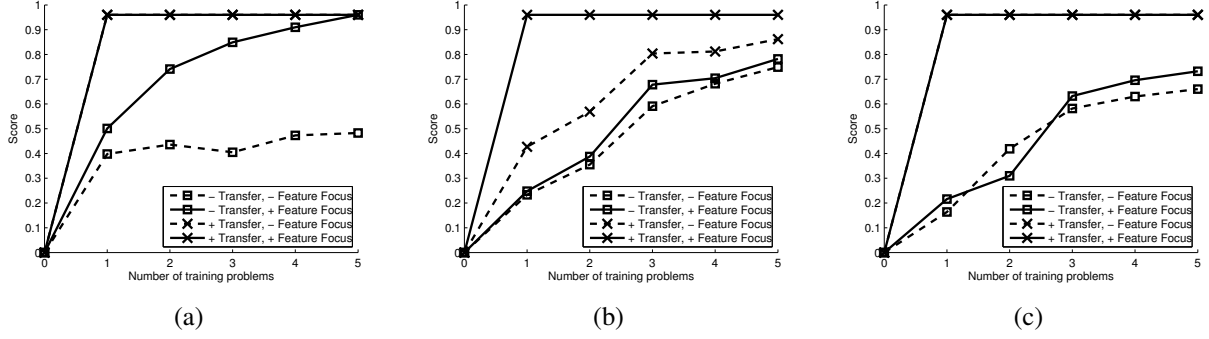 1
0.9
0.8
0.7
0.6
0.5
0.4
0.3
0.2
0.1
0
Score
0 1 2 3 4 5
Number of training problems
– Transfer, – Feature Focus
– Transfer, + Feature Focus
+ Transfer, – Feature Focus
+ Transfer, + Feature Focus
(a)
1
0.9
0.8
0.7
0.6
0.5
0.4
0.3
0.2
0.1
0
Score
0 1 2 3 4 5
Number of training problems
– Transfer, – Feature Focus
– Transfer, + Feature Focus
+ Transfer, – Feature Focus
+ Transfer, + Feature Focus
(b)
1
0.9
0.8
0.7
0.6
0.5
0.4
0.3
0.2
0.1
0
Score
0 1 2 3 4 5
Number of training problems
– Transfer, – Feature Focus
– Transfer, + Feature Focus
+ Transfer, – Feature Focus
+ Transfer, + Feature Focus
(c)